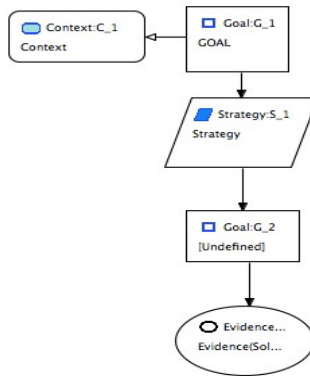 Context:C_1
Context
Goal:G_1
GOAL
Strategy:S_1
Strategy
Goal:G_2
[Undefined]
Evidence...
Evidence(Sol...